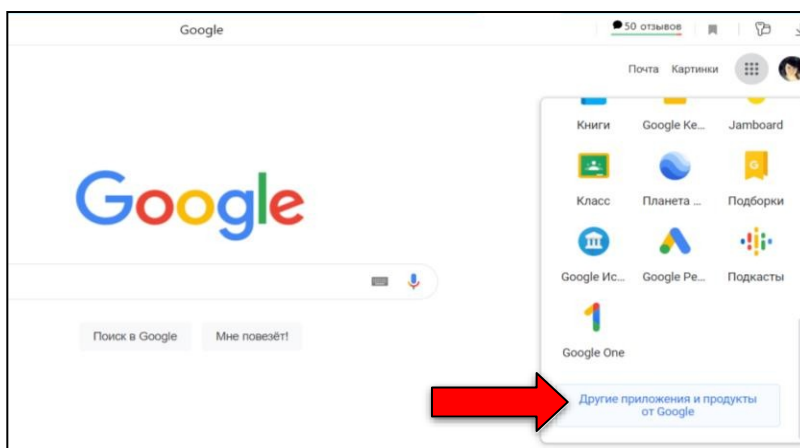 Google
50 отзывов
Почта Картинки
Книги Google Ke... Jamboard
Класс Планета ... Подборки
G
Google
Google Ис... Google Ре... Подкасты
Google One
Поиск в Google Мне повезёт!
Другие приложения и продукты
от Google